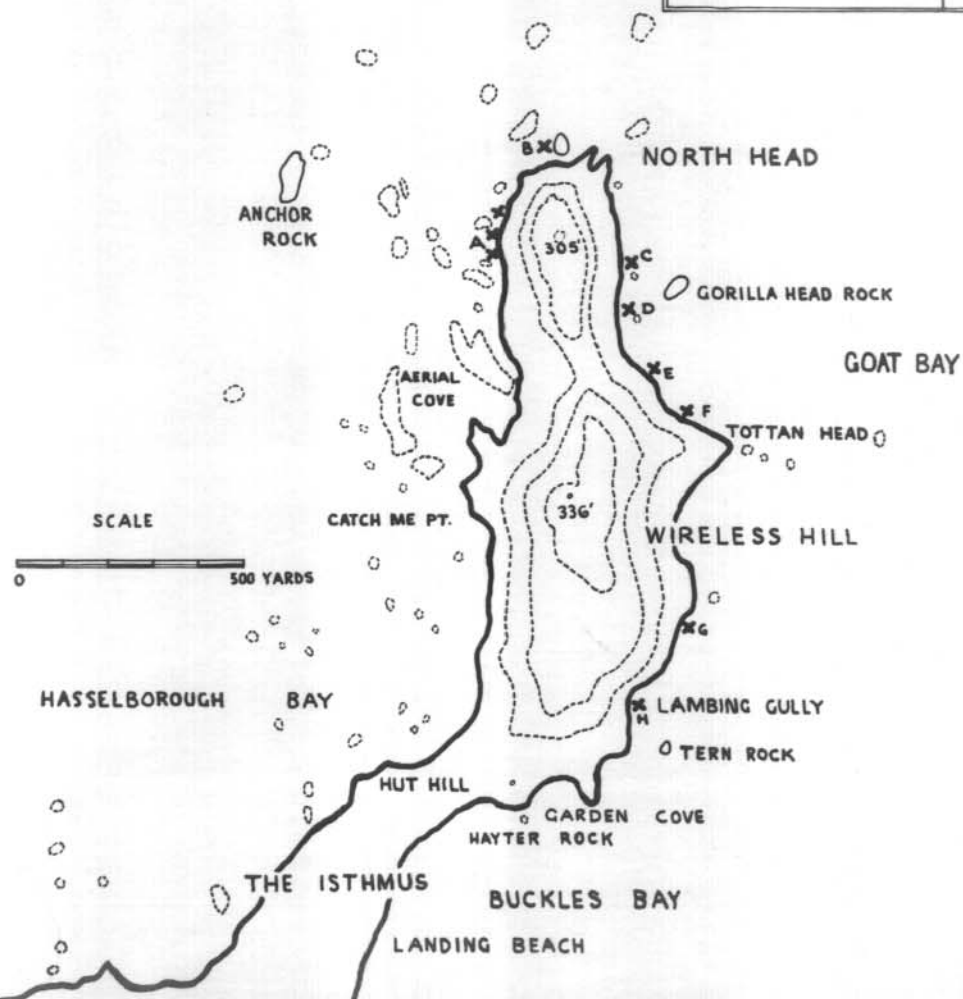 B
NORTH HEAD
ANCHOR
ROCK
A
305'
C
GORILLA HEAD ROCK
D
GOAT BAY
E
AERIAL
COVE
F
TOTTAN HEAD
SCALE
CATCH ME PT.
336'
WIRELESS HILL
0
500 YARDS
G
HASSELBOROUGH BAY
LAMBING GULLY
H
TERN ROCK
HUT HILL
GARDEN COVE
HAYTER ROCK
THE ISTHMUS
BUCKLES BAY
LANDING BEACH